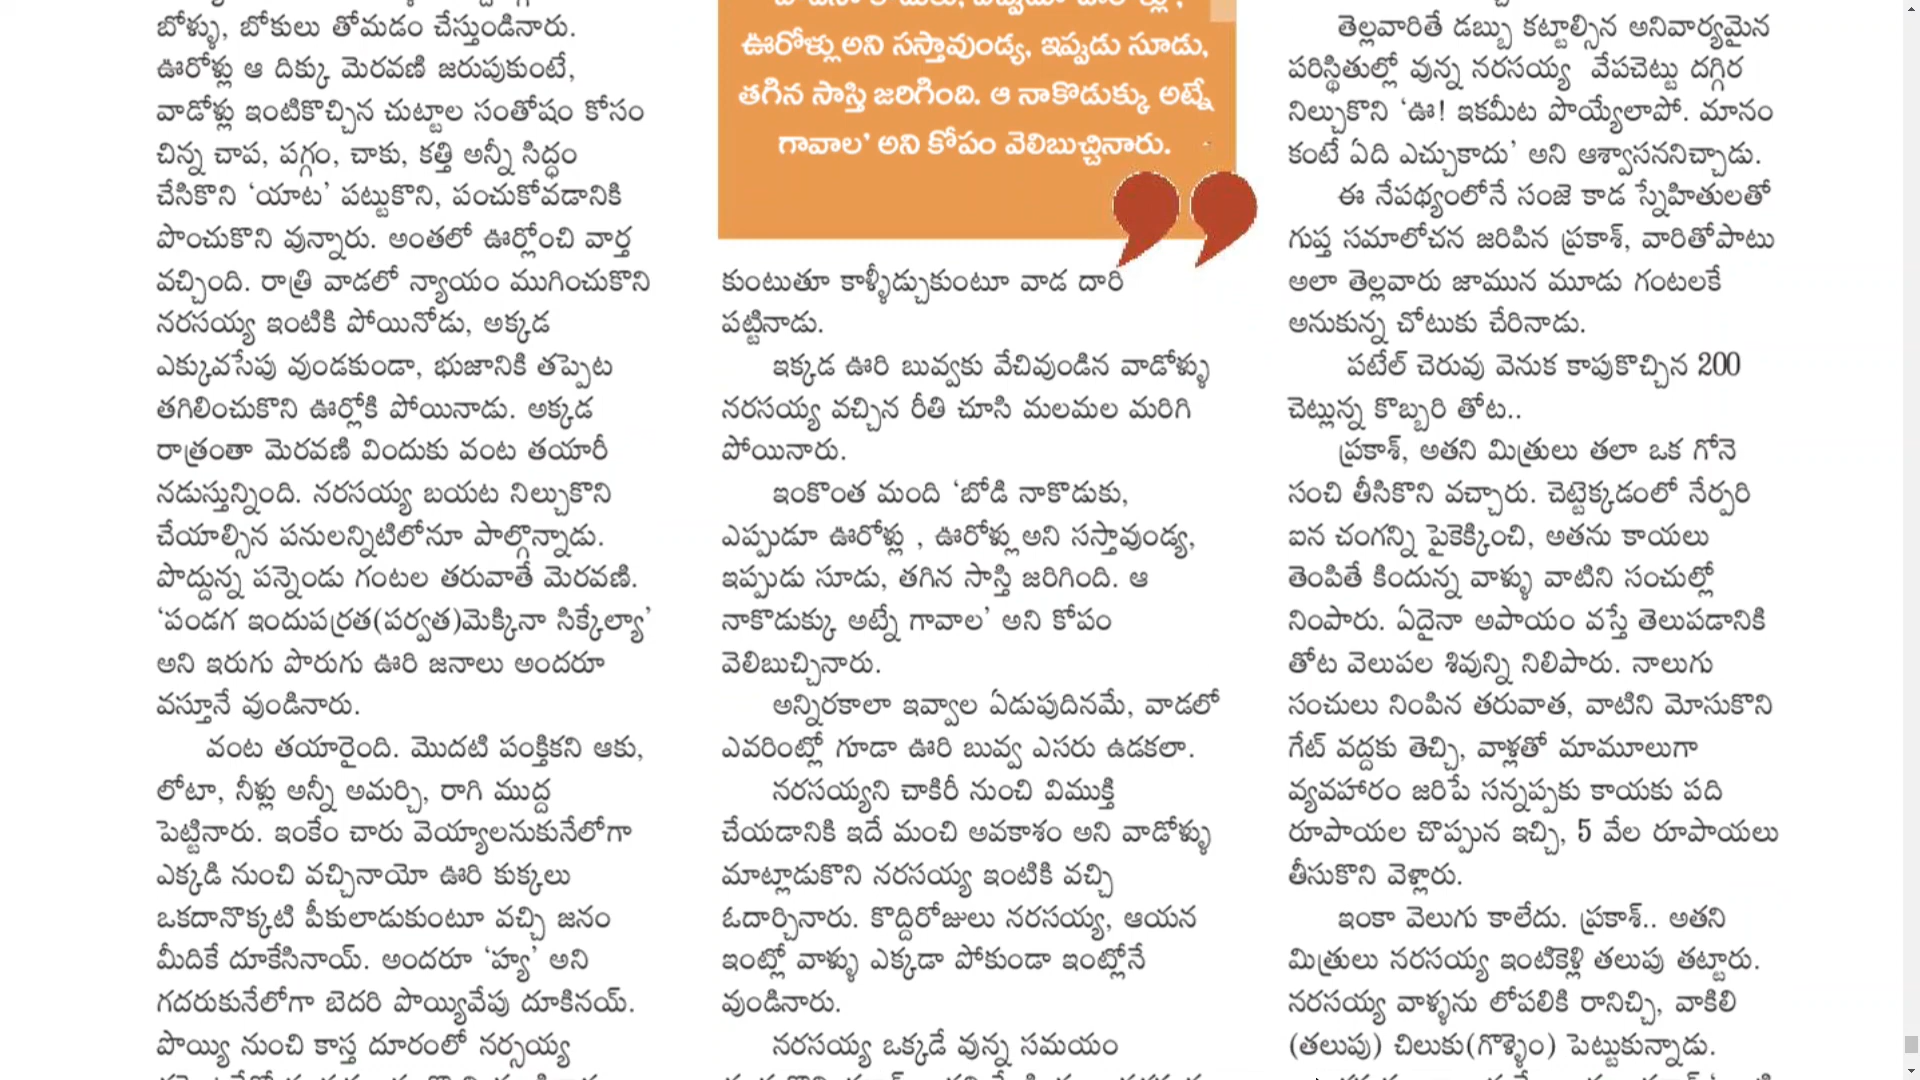 బోళ్ళు, బోకులు తోమడం చేస్తుండినారు.
ఊరోళ్లు ఆ దిక్కు మెరవణి జరుపుకుంటే,
వాడోళ్లు ఇంటికొచ్చిన చుట్టాల సంతోషం కోసం
చిన్న చాప, పగ్గం, చాకు, కత్తి అన్నీ సిద్ధం
చేసికొని ‘యాట’ పట్టుకొని, పంచుకోవడానికి
పొంచుకొని వున్నారు. అంతలో ఊర్లోంచి వార్త
వచ్చింది. రాత్రి వాడలో న్యాయం ముగించుకొని
నరసయ్య ఇంటికి పోయినోడు, అక్కడ
ఎక్కువసేపు వుండకుండా, భుజానికి తప్పెట
తగిలించుకొని ఊర్లోకి పోయినాడు. అక్కడ
రాత్రంతా మెరవణి విందుకు వంట తయారీ
నడుస్తున్నింది. నరసయ్య బయట నిల్చుకొని
చేయాల్సిన పనులన్నిటిలోనూ పాల్గొన్నాడు.
పొద్దున్న పన్నెండు గంటల తరువాతే మెరవణి.
‘పండగ ఇందుపర్రత(పర్వత)మెక్కినా సిక్కేల్యా’
అని ఇరుగు పొరుగు ఊరి జనాలు అందరూ
వస్తూనే వుండినారు.
వంట తయారైంది. మొదటి పంక్తికని ఆకు,
లోటా, నీళ్లు అన్నీ అమర్చి, రాగి ముద్ద
పెట్టినారు. ఇంకేం చారు వెయ్యాలనుకునేలోగా
ఎక్కడి నుంచి వచ్చినాయో ఊరి కుక్కలు
ఒకదానొక్కటి పీకులాడుకుంటూ వచ్చి జనం
మీదికే దూకేసినాయ్. అందరూ ‘హ్య’ అని
గదరుకునేలోగా బెదరి పొయ్యివేపు దూకినయ్.
పొయ్యి నుంచి కాస్త దూరంలో నర్సయ్య
ఊరోళ్లుఅని సస్తావుండ్య, ఇప్పడు సూడు,
తగిన సాస్తి జరిగింది. ఆ నాకొడుక్కు అట్నే
గావాల’ అని కోపం వెలిబుచ్చినారు.
కుంటుతూ కాళ్ళీడ్చుకుంటూ వాడ దారి
పట్టినాడు.
ఇక్కడ ఊరి బువ్వకు వేచివుండిన వాడోళ్ళు
నరసయ్య వచ్చిన రీతి చూసి మలమల మరిగి
పోయినారు.
ఇంకొంత మంది ‘బోడి నాకొడుకు,
ఎప్పుడూ ఊరోళ్లు , ఊరోళ్లుఅని సస్తావుండ్య,
ఇప్పుడు సూడు, తగిన సాస్తి జరిగింది. ఆ
నాకొడుక్కు అట్నే గావాల’ అని కోపం
వెలిబుచ్చినారు.
అన్నిరకాలా ఇవ్వాల ఏడుపుదినమే, వాడలో
ఎవరింట్లో గూడా ఊరి బువ్వ ఎసరు ఉడకలా.
నరసయ్యని చాకిరీ నుంచి విముక్తి
చేయడానికి ఇదే మంచి అవకాశం అని వాడోళ్ళు
మాట్లాడుకొని నరసయ్య ఇంటికి వచ్చి
ఓదార్చినారు. కొద్దిరోజులు నరసయ్య, ఆయన
ఇంట్లో వాళ్ళు ఎక్కడా పోకుండా ఇంట్లోనే
వుండినారు.
నరసయ్య ఒక్కడే వున్న సమయం
తెల్లవారితే డబ్బు కట్టాల్సిన అనివార్యమైన
పరిస్థితుల్లో వున్న నరసయ్య వేపచెట్టు దగ్గిర
నిల్చుకొని ‘ఊ! ఇకమీట పొయ్యేలాపో. మానం
కంటే ఏది ఎచ్చుకాదు’ అని ఆశ్వాసననిచ్చాడు.
ఈ నేపథ్యంలోనే సంజె కాడ స్నేహితులతో
గుప్త సమాలోచన జరిపిన ప్రకాశ్, వారితోపాటు
అలా తెల్లవారు జామున మూడు గంటలకే
అనుకున్న చోటుకు చేరినాడు.
పటేల్ చెరువు వెనుక కాపుకొచ్చిన 200
చెట్లున్న కొబ్బరి తోట..
ప్రకాశ్, అతని మిత్రులు తలా ఒక గోనె
సంచి తీసికొని వచ్చారు. చెట్టెక్కడంలో నేర్పరి
ఐన చంగన్ని పైకెక్కించి, అతను కాయలు
తెంపితే కిందున్న వాళ్ళు వాటిని సంచుల్లో
నింపారు. ఏదైనా అపాయం వస్తే తెలుపడానికి
తోట వెలుపల శివున్ని నిలిపారు. నాలుగు
సంచులు నింపిన తరువాత, వాటిని మోసుకొని
గేట్ వద్దకు తెచ్చి, వాళ్లతో మామూలుగా
వ్యవహారం జరిపే సన్నప్పకు కాయకు పది
రూపాయల చొప్పున ఇచ్చి, 5 వేల రూపాయలు
తీసుకొని వెళ్లారు.
ఇంకా వెలుగు కాలేదు. ప్రకాశ్.. అతని
మిత్రులు నరసయ్య ఇంటికెళ్లి తలుపు తట్టారు.
నరసయ్య వాళ్ళను లోపలికి రానిచ్చి, వాకిలి
(తలుపు) చిలుకు(గొళ్ళెం) పెట్టుకున్నాడు.